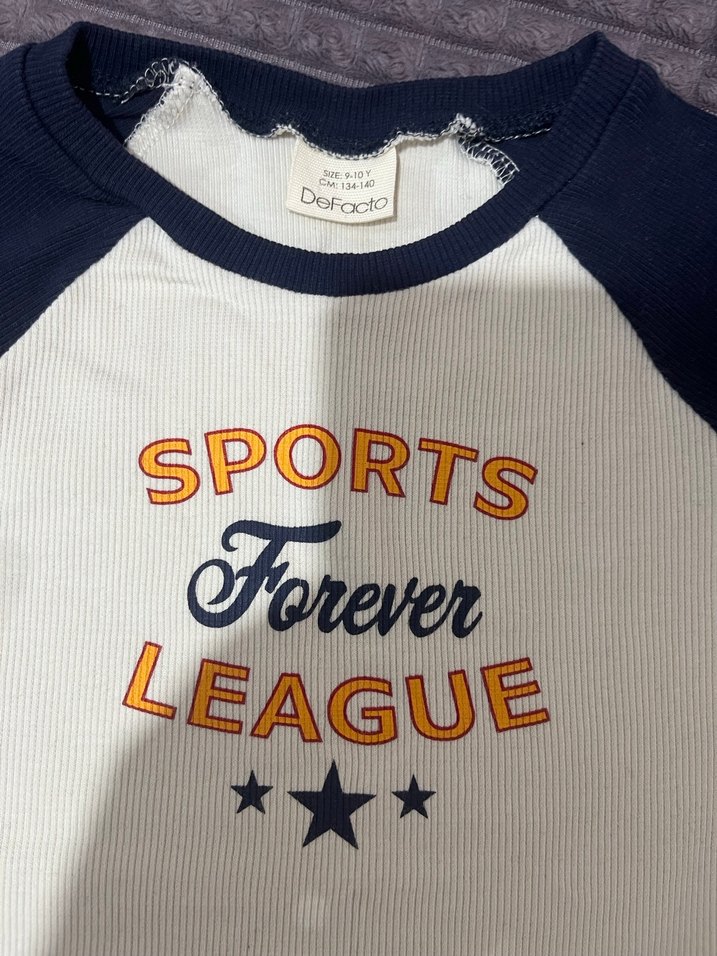 SIZE: 9-10 Y
CM: 134-140
DeFacto
SPORTS
Forever
LEAGUE